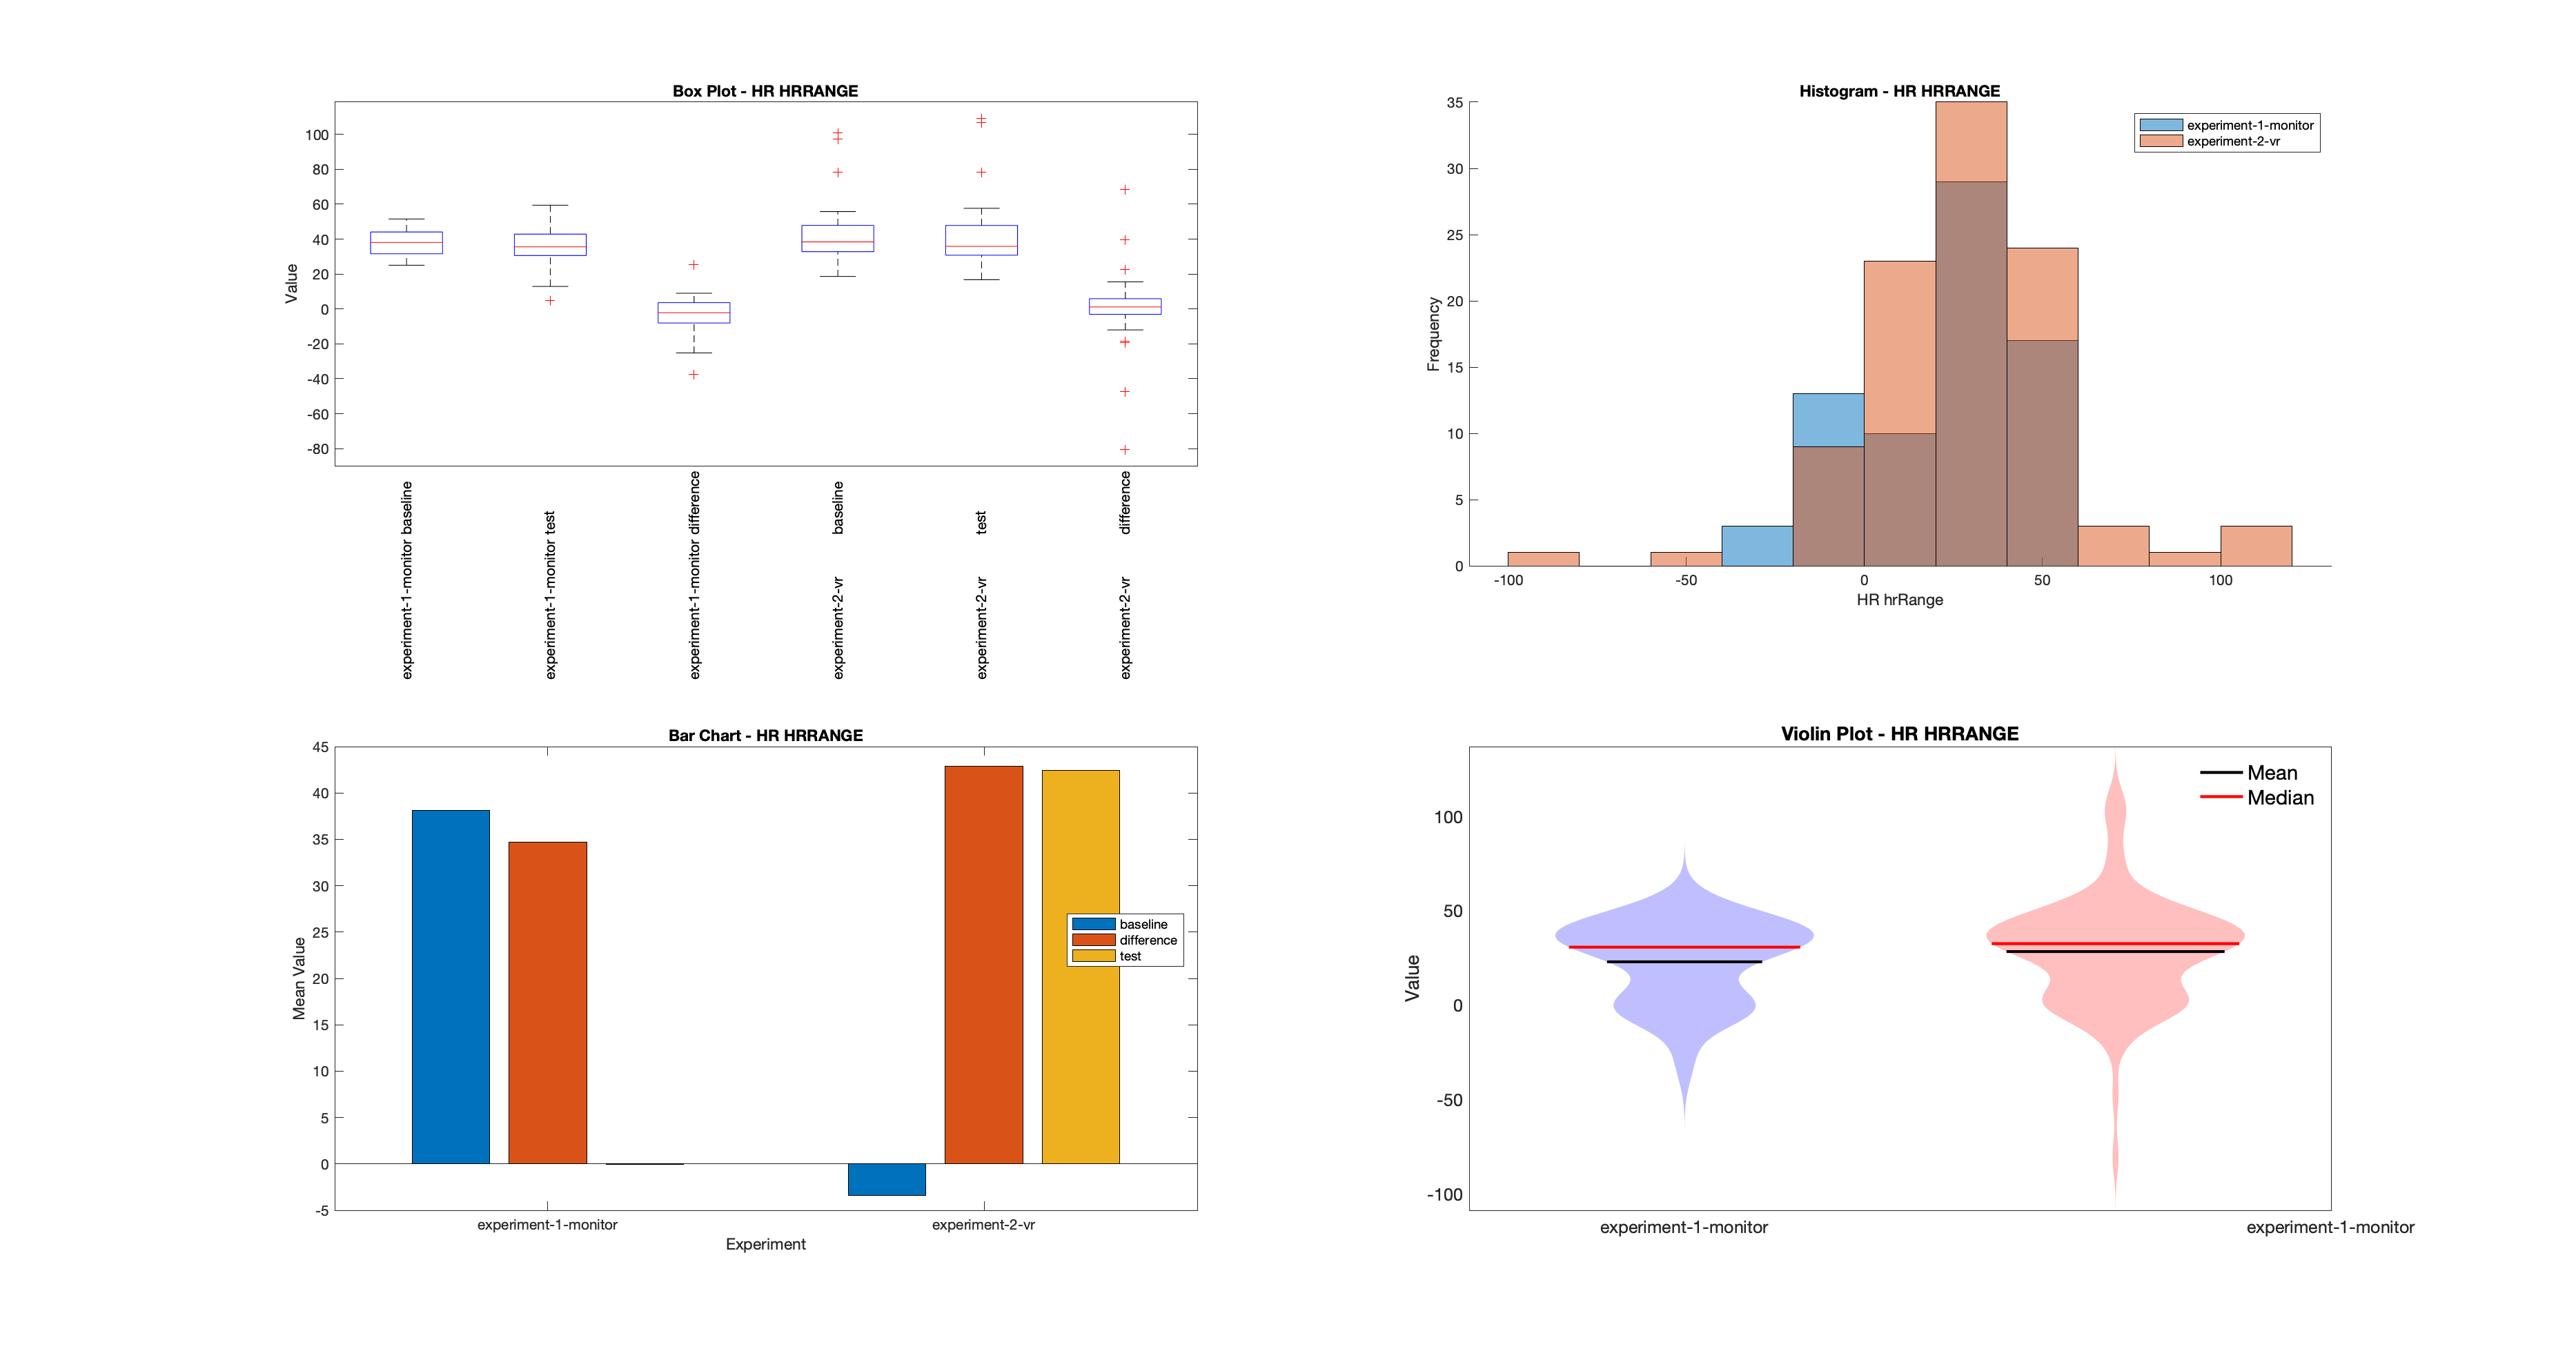 Box Plot - HR HRRANGE
Value
100
80
60
40
20
0
-20
-40
-60
-80
experiment-1-monitor baseline
experiment-1-monitor test
experiment-1-monitor difference
experiment-2-vr baseline
experiment-2-vr test
experiment-2-vr difference
Histogram - HR HRRANGE
experiment-1-monitor
experiment-2-vr
Frequency
35
30
25
20
15
10
5
0
-100 -50 0 50 100
HR hrRange
Bar Chart - HR HRRANGE
Mean Value
45
40
35
30
25
20
15
10
5
0
-5
baseline
difference
test
experiment-1-monitor experiment-2-vr
Experiment
Violin Plot - HR HRRANGE
Mean
Median
Value
100
50
0
-50
-100
experiment-1-monitor experiment-1-monitor